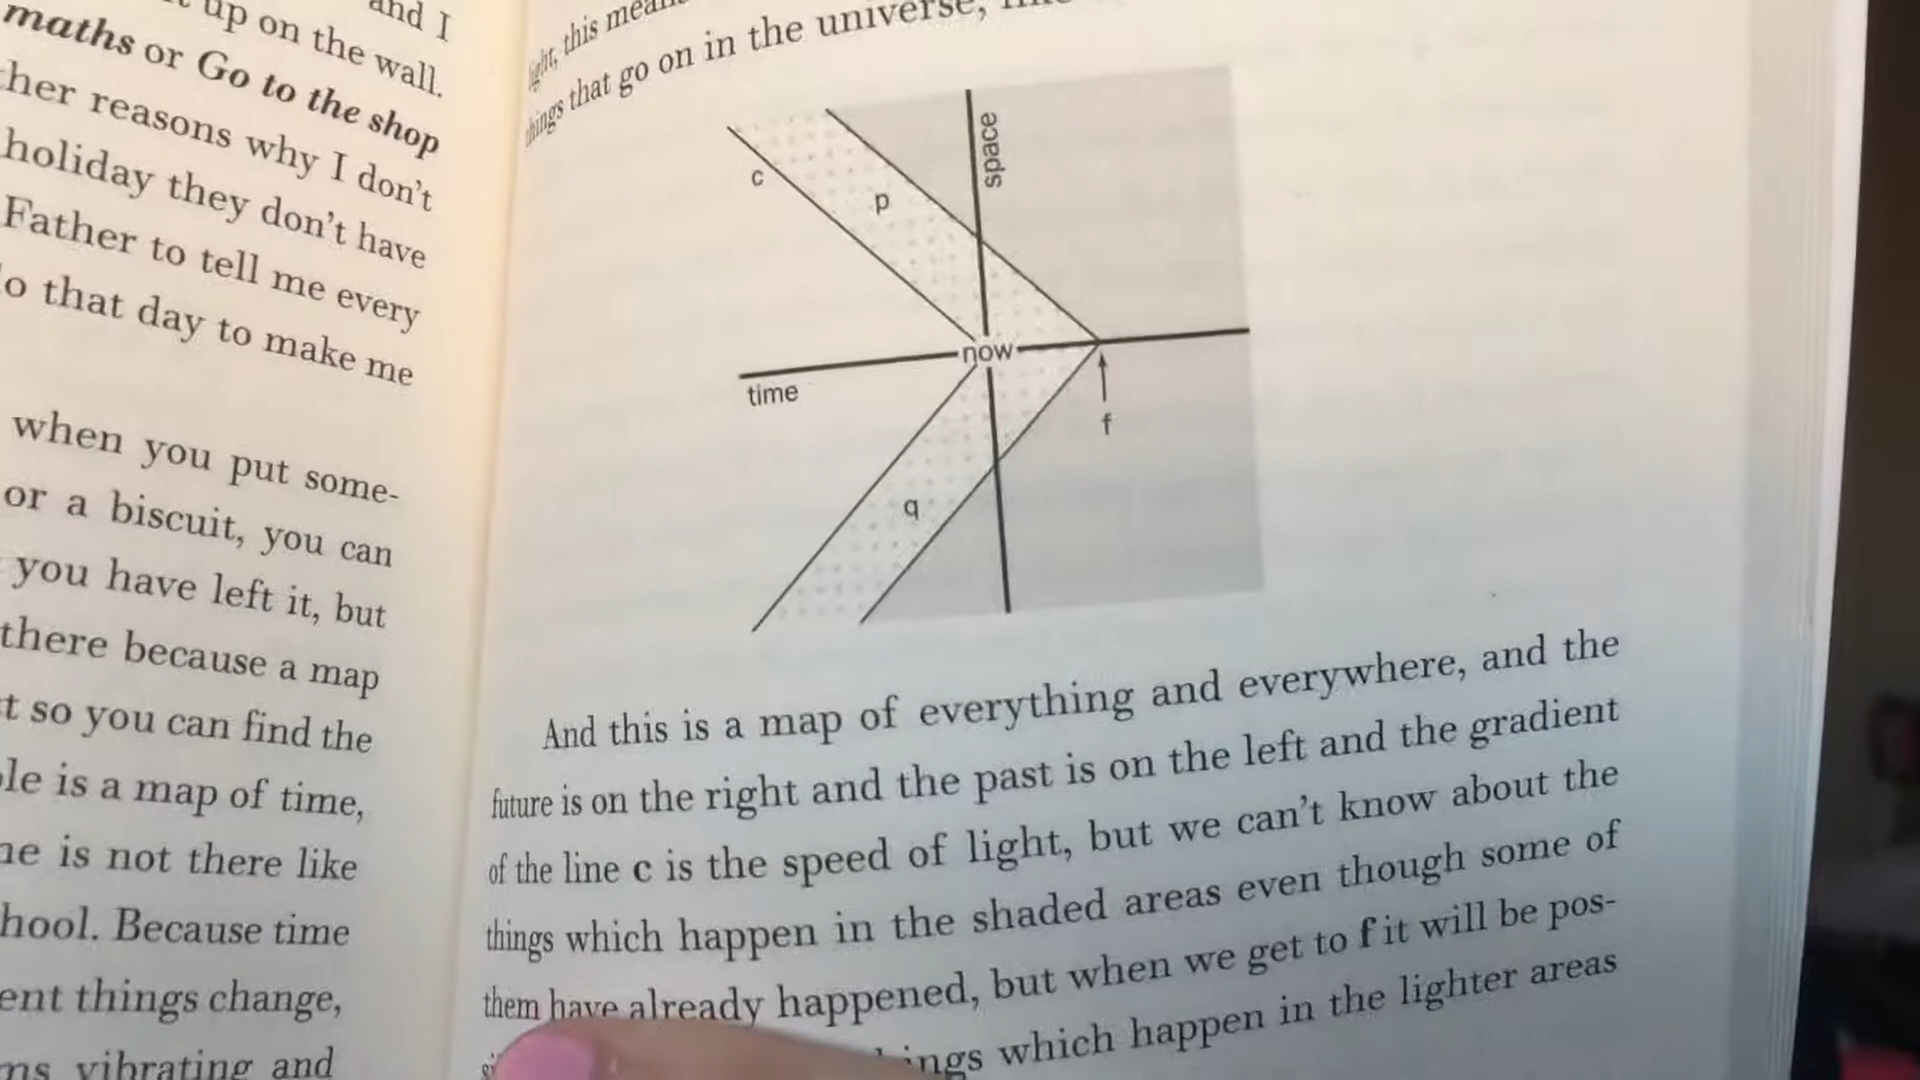 and I
up on the wall.
maths or Go to the shop
her reasons why I don't
holiday they don't have
Father to tell me every
o that day to make me
when you put some-
or a biscuit, you can
you have left it, but
there because a map
t so you can find the
le is a map of time,
ne is not there like
hool. Because time
ent things change,
ms vibrating and
light, this
things that go on in the universe,
space
c
p
now
time
f
q
And this is a map of everything and everywhere, and the
future is on the right and the past is on the left and the gradient
of the line c is the speed of light, but we can't know about the
things which happen in the shaded areas even though some of
them have already happened, but when we get to f it will be pos-
ings which happen in the lighter areas